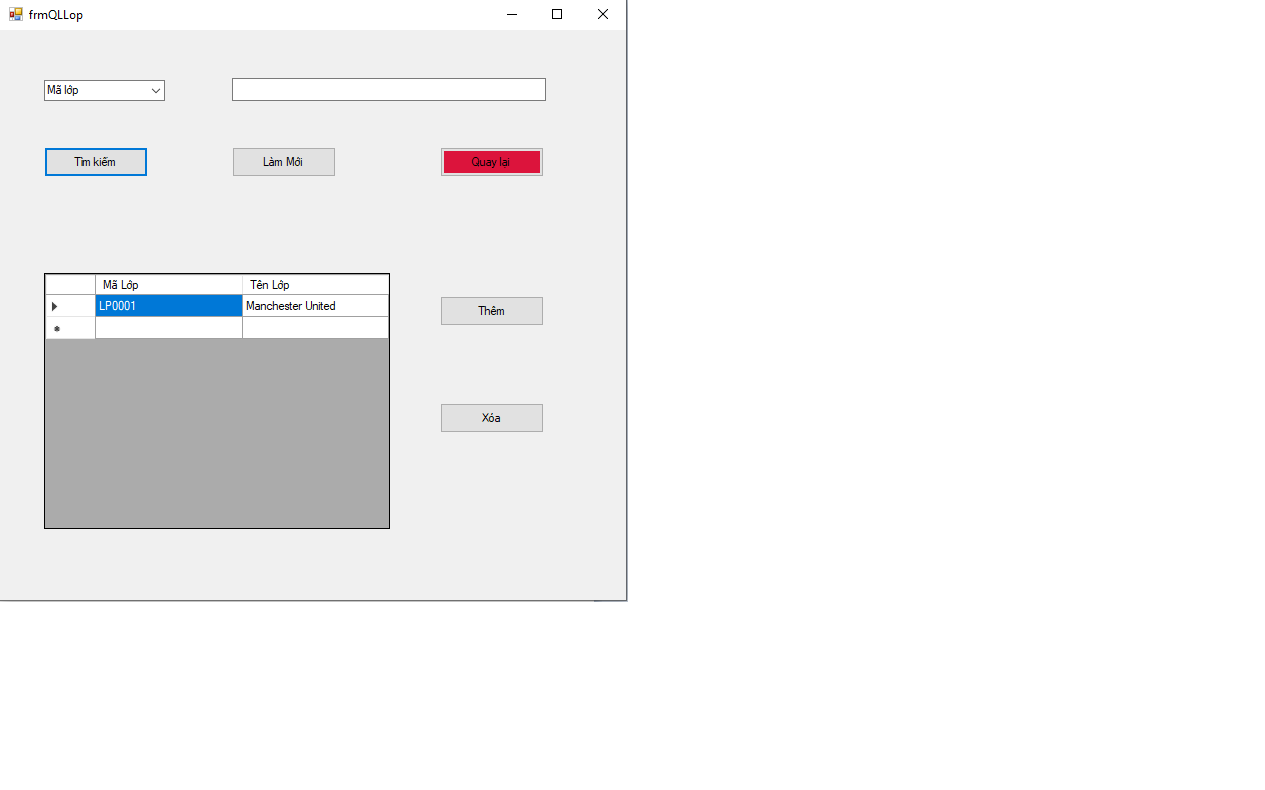 frmQLLop
Mã lớp
Tìm kiếm
Làm Mới
Quay lại
Mã Lớp Tên Lớp
LP0001 Manchester United
Thêm
Xóa